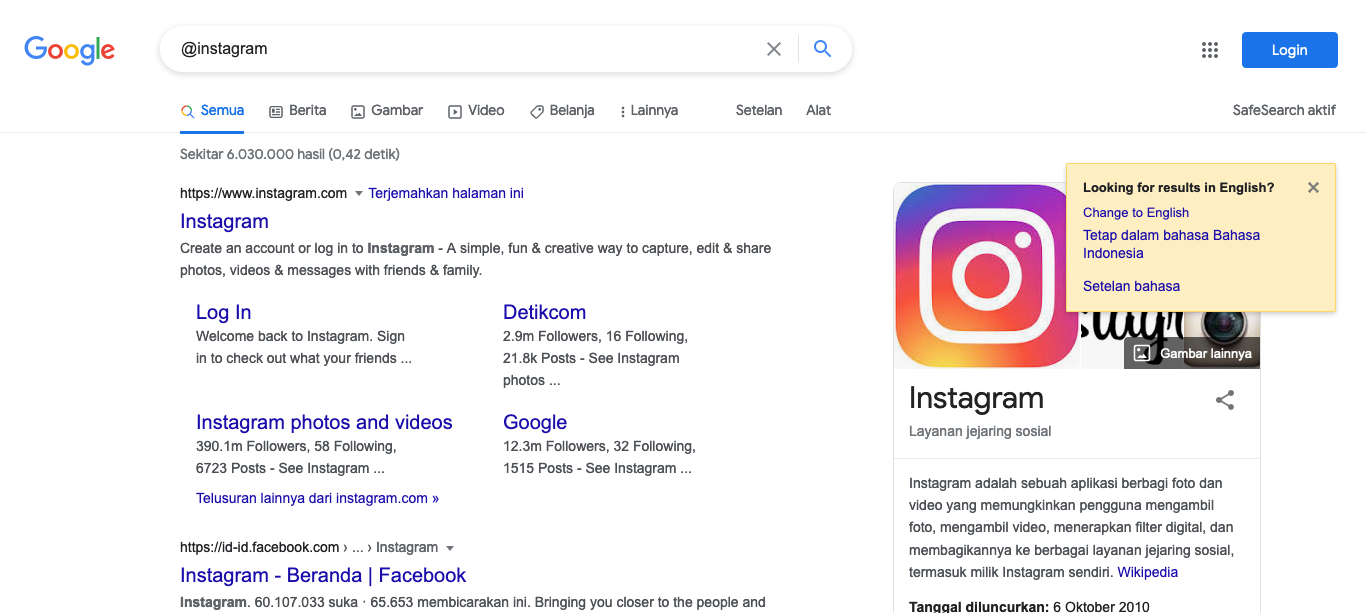 Google
@instagram
Login
Semua
Berita
Gambar
Video
Belanja
Lainnya
Setelan
Alat
SafeSearch aktif
Sekitar 6.030.000 hasil (0,42 detik)
https://www.instagram.com Terjemahkan halaman ini
Instagram
Create an account or log in to Instagram - A simple, fun & creative way to capture, edit & share
photos, videos & messages with friends & family.
Log In
Welcome back to Instagram. Sign
in to check out what your friends ...
Detikcom
2.9m Followers, 16 Following,
21.8k Posts - See Instagram
photos ...
Instagram photos and videos
390.1m Followers, 58 Following,
6723 Posts - See Instagram ...
Google
12.3m Followers, 32 Following,
1515 Posts - See Instagram ...
Telusuran lainnya dari instagram.com »
https://id-id.facebook.com › ... › Instagram
Instagram - Beranda | Facebook
Instagram. 60.107.033 suka · 65.653 membicarakan ini. Bringing you closer to the people and
Looking for results in English?
Change to English
Tetap dalam bahasa Bahasa
Indonesia
Setelan bahasa
Gambar lainnya
Instagram
Layanan jejaring sosial
Instagram adalah sebuah aplikasi berbagi foto dan
video yang memungkinkan pengguna mengambil
foto, mengambil video, menerapkan filter digital, dan
membagikannya ke berbagai layanan jejaring sosial,
termasuk milik Instagram sendiri. Wikipedia
Tanggal diluncurkan: 6 Oktober 2010